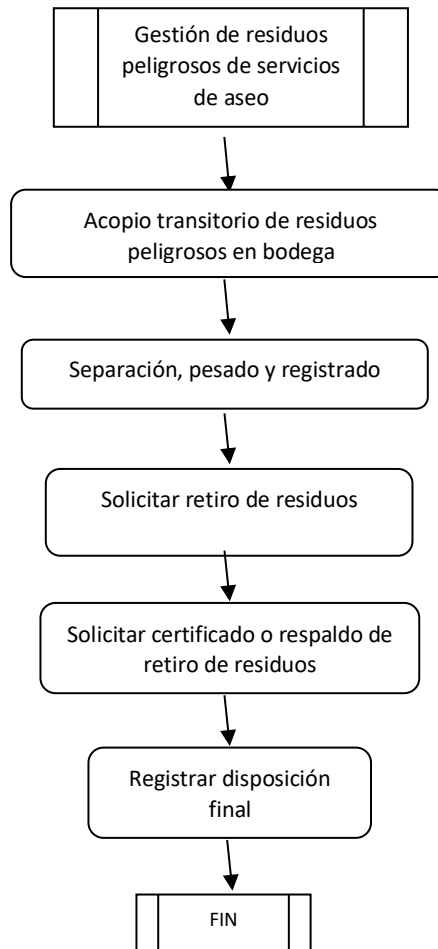 Gestión de residuos
peligrosos de servicios
de aseo
Acopio transitorio de residuos
peligrosos en bodega
Separación, pesado y registrado
Solicitar retiro de residuos
Solicitar certificado o respaldo de
retiro de residuos
Registrar disposición
final
FIN